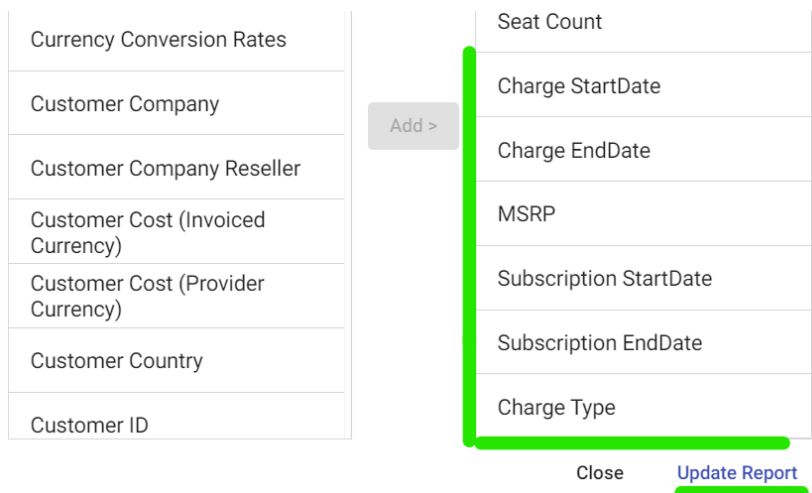 Currency Conversion Rates
Customer Company
Customer Company Reseller
Customer Cost (Invoiced
Currency)
Customer Cost (Provider
Currency)
Customer Country
Customer ID
Add >
Seat Count
Charge StartDate
Charge EndDate
MSRP
Subscription StartDate
Subscription EndDate
Charge Type
Close
Update Report